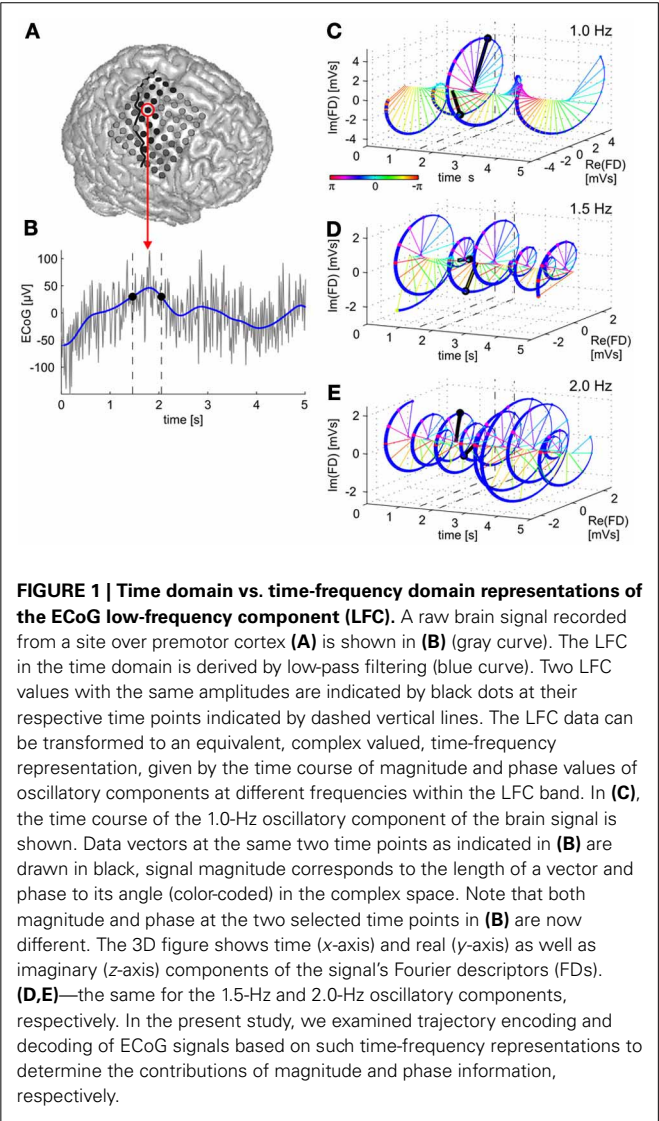 A
B
ECoG [µV]
100
50
0
-50
-100
0
1
2
3
4
5
time [s]
C
1.0 Hz
Im(FD) [mVs]
4
2
0
-2
-4
0
1
2
3
4
5
time s
-4
-2
0
2
4
Re(FD)
[mVs]
π
0
-π
D
1.5 Hz
Im(FD) [mVs]
2
0
-2
0
1
2
3
4
5
time [s]
-2
0
2
Re(FD)
[mVs]
E
2.0 Hz
Im(FD) [mVs]
2
0
-2
0
1
2
3
4
5
time [s]
-2
0
2
Re(FD)
[mVs]
FIGURE 1 | Time domain vs. time-frequency domain representations of
the ECoG low-frequency component (LFC). A raw brain signal recorded
from a site over premotor cortex (A) is shown in (B) (gray curve). The LFC
in the time domain is derived by low-pass filtering (blue curve). Two LFC
values with the same amplitudes are indicated by black dots at their
respective time points indicated by dashed vertical lines. The LFC data can
be transformed to an equivalent, complex valued, time-frequency
representation, given by the time course of magnitude and phase values of
oscillatory components at different frequencies within the LFC band. In (C),
the time course of the 1.0-Hz oscillatory component of the brain signal is
shown. Data vectors at the same two time points as indicated in (B) are
drawn in black, signal magnitude corresponds to the length of a vector and
phase to its angle (color-coded) in the complex space. Note that both
magnitude and phase at the two selected time points in (B) are now
different. The 3D figure shows time (x-axis) and real (y-axis) as well as
imaginary (z-axis) components of the signal's Fourier descriptors (FDs).
(D,E)—the same for the 1.5-Hz and 2.0-Hz oscillatory components,
respectively. In the present study, we examined trajectory encoding and
decoding of ECoG signals based on such time-frequency representations to
determine the contributions of magnitude and phase information,
respectively.